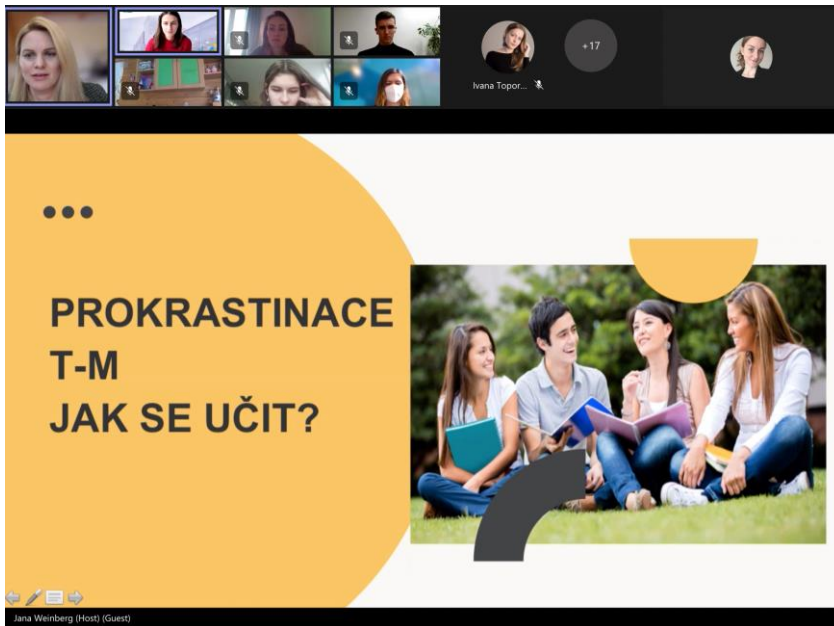 +17
Ivana Topor...
PROKRASTINACE
T-M
JAK SE UČIT?
Jana Weinberg (Host) (Guest)